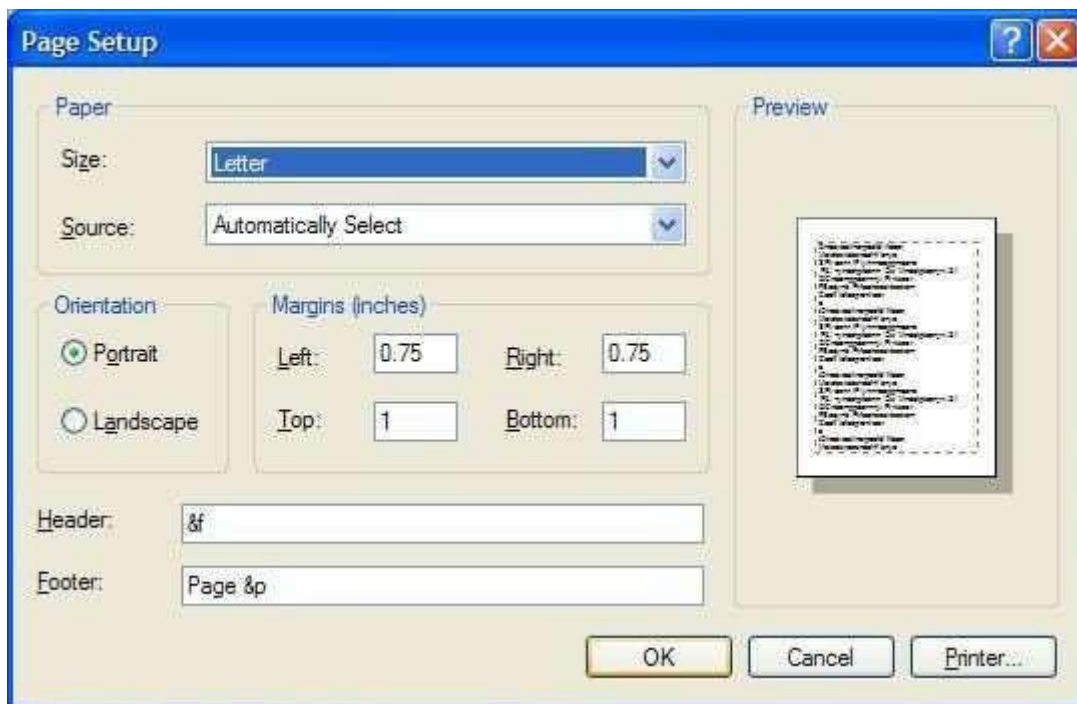 Page Setup
Paper
Size: Letter
Source: Automatically Select
Orientation
Portrait
Landscape
Margins (inches)
Left: 0.75 Right: 0.75
Top: 1 Bottom: 1
Header: &f
Footer: Page &p
Preview
OK Cancel Printer...